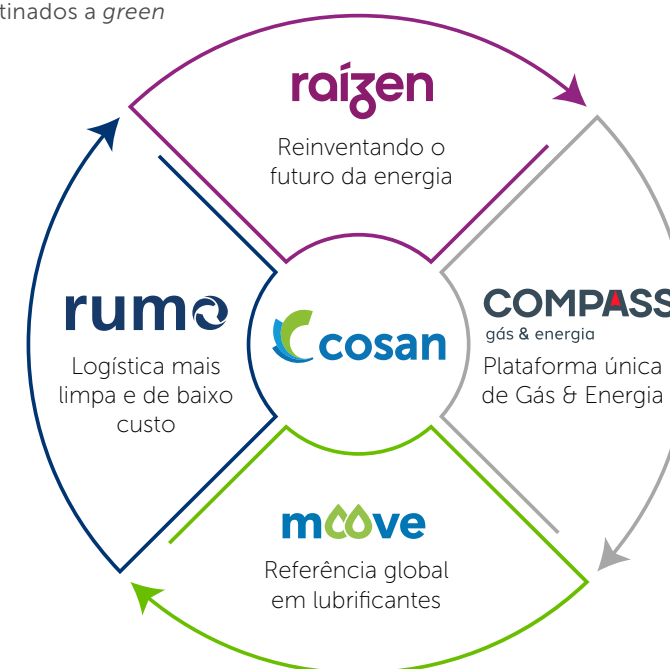 tinados a green
raízen
Reinventando o
futuro da energia
rumo
Logística mais
limpa e de baixo
custo
cosan
COMPASS
gás & energia
Plataforma única
de Gás & Energia
moove
Referência global
em lubrificantes